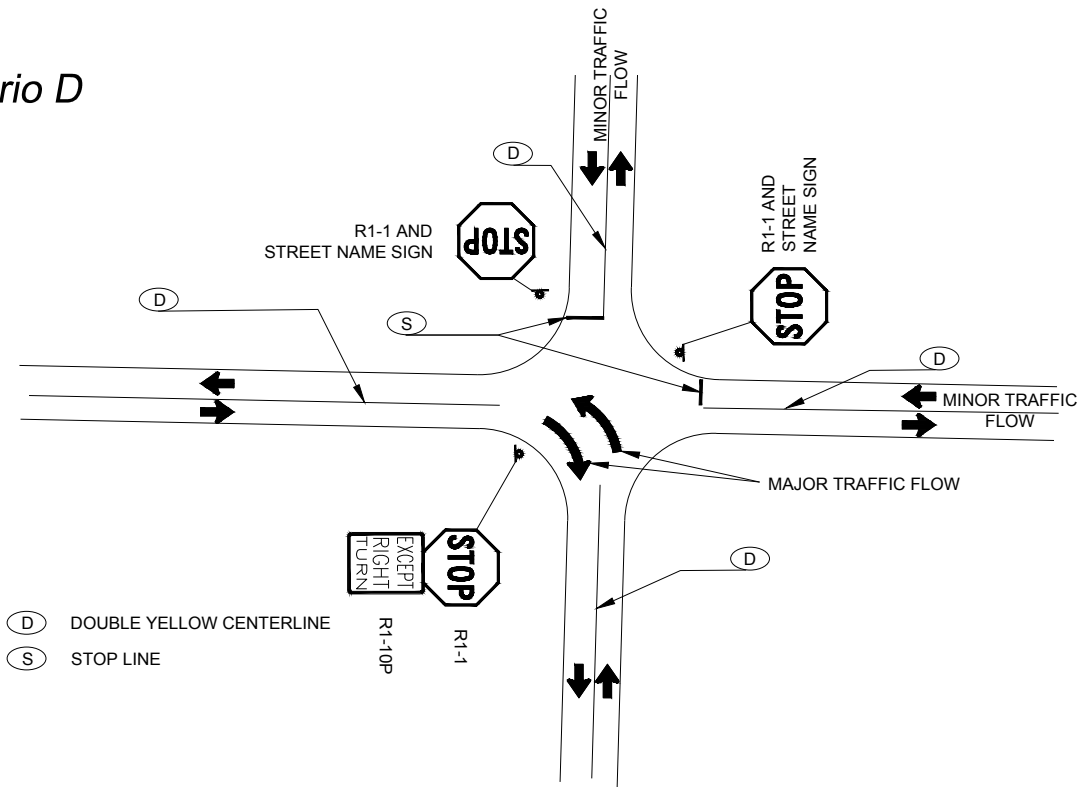 rio D
MINOR TRAFFIC
FLOW
D
R1-1 AND
STREET
NAME SIGN
R1-1 AND
STREET NAME SIGN
STOP
STOP
D
S
D
MINOR TRAFFIC
FLOW
MAJOR TRAFFIC FLOW
D
STOP
EXCEPT
RIGHT
TURN
R1-1
R1-10P
D DOUBLE YELLOW CENTERLINE
S STOP LINE